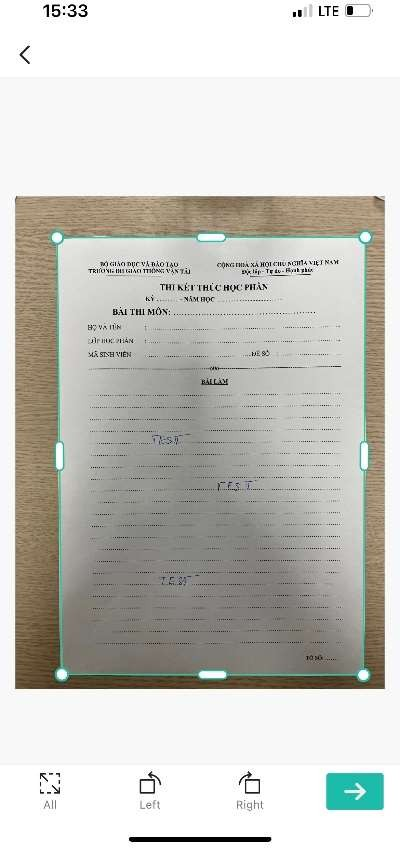 15:33
LTE
BỘ GIÁO DỤC VÀ ĐÀO TẠO
TRƯỜNG ĐH GIAO THÔNG VẬN TẢI
CỘNG HOÀ XÃ HỘI CHỦ NGHĨA VIỆT NAM
Độc lập - Tự do - Hạnh phúc
THI KẾT THÚC HỌC PHẦN
KỲ ........ - NĂM HỌC ........................
BÀI THI MÔN: ....................................
HỌ VÀ TÊN :
LỚP HỌC PHẦN :
MÃ SINH VIÊN : ĐỀ SỐ :
o0o
BÀI LÀM
TEST
TEST
TEST
TỜ SỐ: ......
All
Left
Right